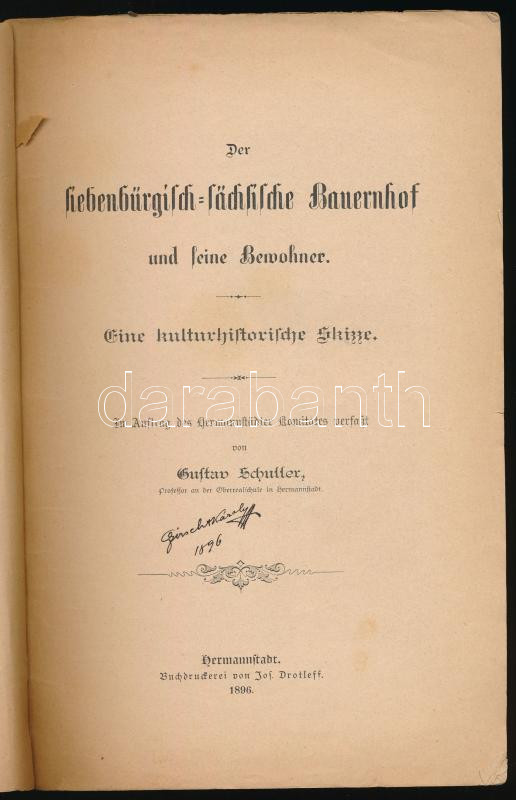 Der
siebenbürgisch-sächsische Bauernhof
und seine Bewohner.
Eine kulturhistorische Skizze.
darabanth
Im Auftrag des Hermannstädter Komitates verfaßt
von
Gustav Schuller,
Professor an der Oberrealschule in Hermannstadt.
1896
Hermannstadt.
Buchdruckerei von Jos. Drotleff.
1896.